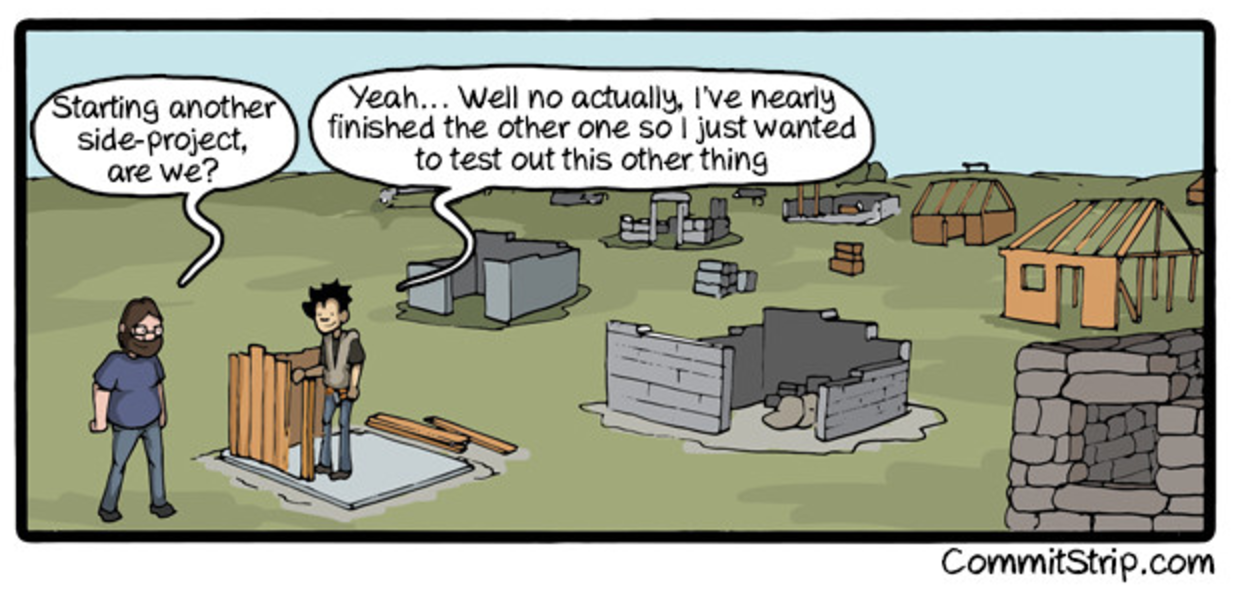 Starting another
side-project,
are we?
Yeah... Well no actually, I've nearly
finished the other one so I just wanted
to test out this other thing
CommitStrip.com